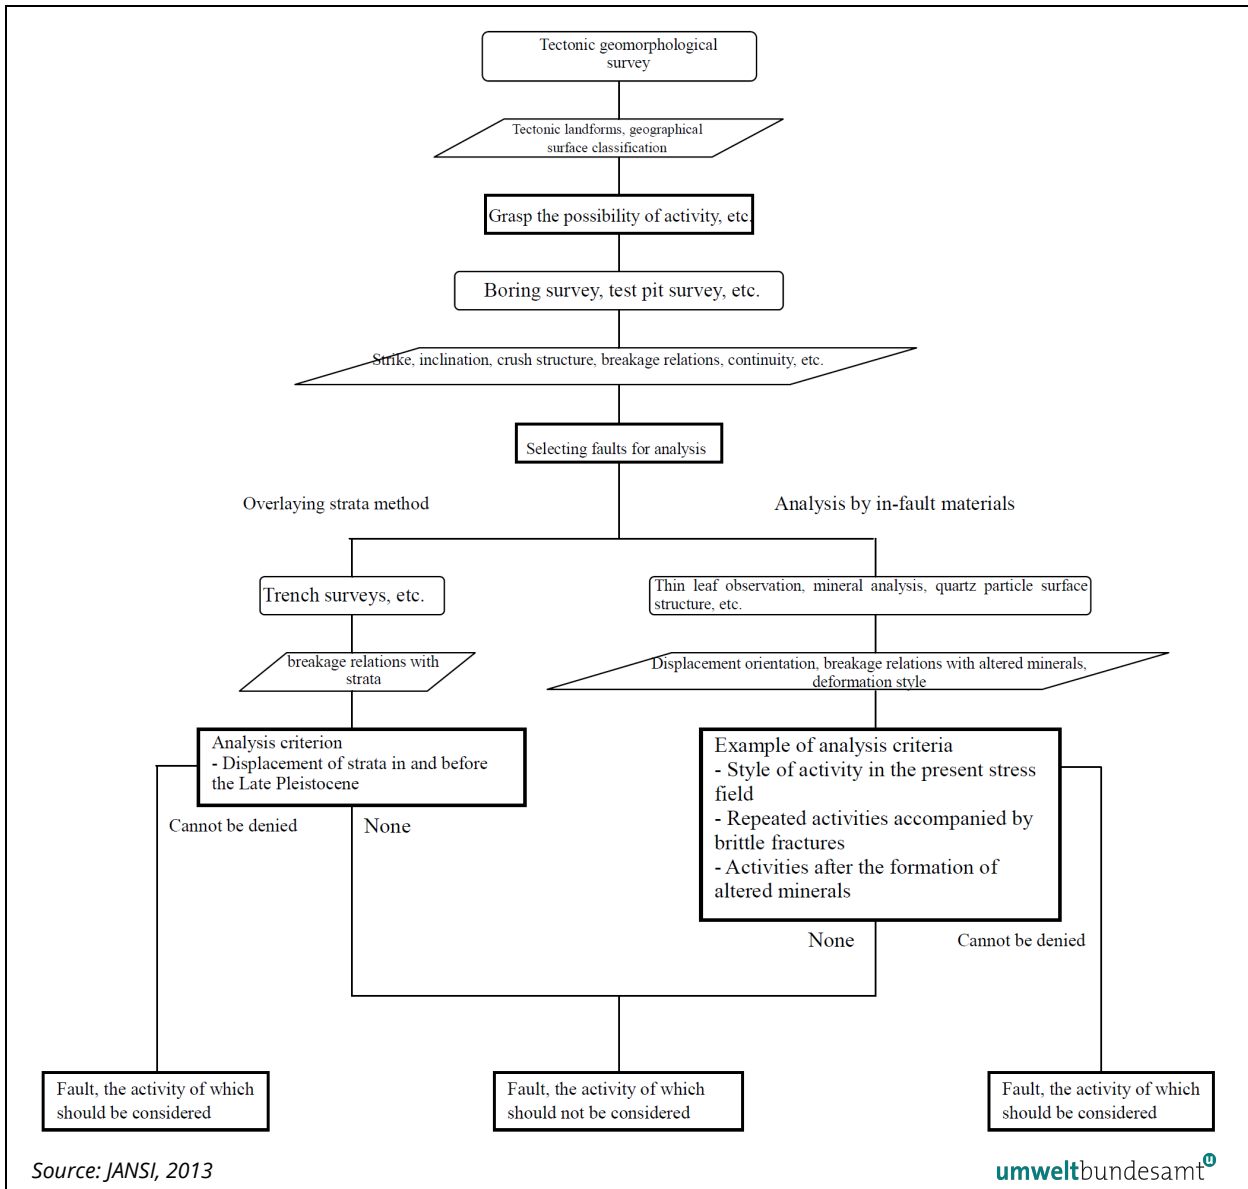 Tectonic geomorphological
survey
Tectonic landforms, geographical
surface classification
Grasp the possibility of activity, etc.
Boring survey, test pit survey, etc.
Strike, inclination, crush structure, breakage relations, continuity, etc.
Selecting faults for analysis
Overlaying strata method
Analysis by in-fault materials
Trench surveys, etc.
Thin leaf observation, mineral analysis, quartz particle surface
structure, etc.
breakage relations with
strata
Displacement orientation, breakage relations with altered minerals,
deformation style
Analysis criterion
- Displacement of strata in and before
the Late Pleistocene
Example of analysis criteria
- Style of activity in the present stress
field
- Repeated activities accompanied by
brittle fractures
- Activities after the formation of
altered minerals
Cannot be denied
None
None
Cannot be denied
Fault, the activity of which
should be considered
Fault, the activity of which
should not be considered
Fault, the activity of which
should be considered
Source: JANSI, 2013
umweltbundesamt u